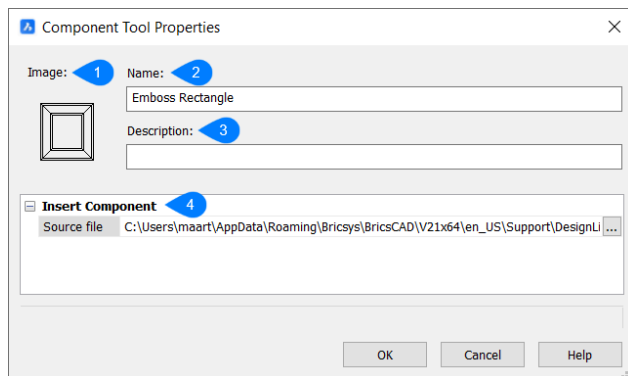 Component Tool Properties
Image: 1 Name: 2
Emboss Rectangle
Description: 3
Insert Component 4
Source file C:\Users\maart\AppData\Roaming\Bricsys\BricsCAD\V21x64\en_US\Support\DesignLi ...
OK Cancel Help